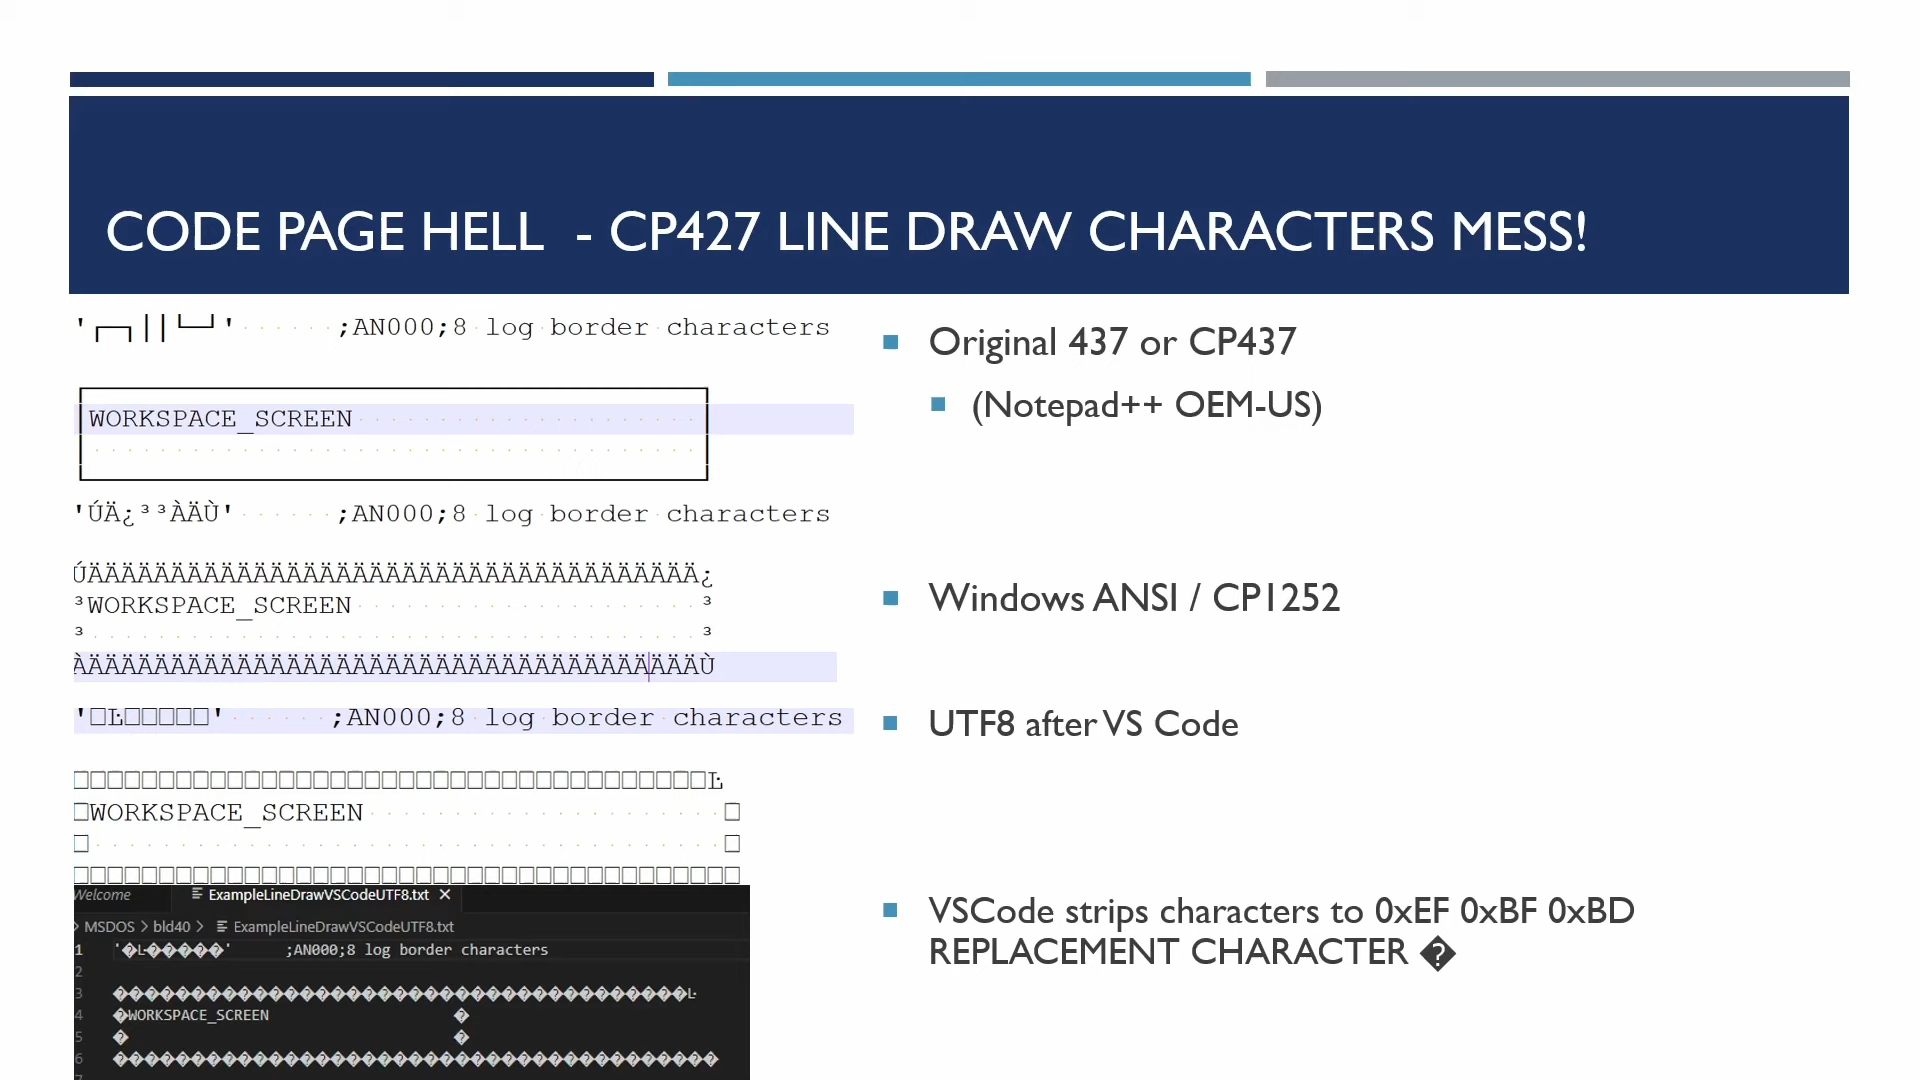 CODE PAGE HELL - CP427 LINE DRAW CHARACTERS MESS!
'┌─┐││└─┘' ;AN000;8 log border characters
┌──────────────────────────────────────┐
│WORKSPACE_SCREEN │
│ │
└──────────────────────────────────────┘
'ÚÄ¿³³ÀÄÙ' ;AN000;8 log border characters
ÚÄÄÄÄÄÄÄÄÄÄÄÄÄÄÄÄÄÄÄÄÄÄÄÄÄÄÄÄÄÄÄÄÄÄÄÄÄ¿
³WORKSPACE_SCREEN ³
³ ³
ÀÄÄÄÄÄÄÄÄÄÄÄÄÄÄÄÄÄÄÄÄÄÄÄÄÄÄÄÄÄÄÄÄÄÄÄÄÄÙ
'□Ŀ□□□□□' ;AN000;8 log border characters
□□□□□□□□□□□□□□□□□□□□□□□□□□□□□□□□□□□□□Ŀ
□WORKSPACE_SCREEN □
□ □
□□□□□□□□□□□□□□□□□□□□□□□□□□□□□□□□□□□□□□□
Welcome ExampleLineDrawVSCodeUTF8.txt ×
> MSDOS > bld40 > ExampleLineDrawVSCodeUTF8.txt
1 '�Ŀ�����' ;AN000;8 log border characters
2
3 �������������������������������������Ŀ
4 �WORKSPACE_SCREEN �
5 � �
6 ���������������������������������������
Original 437 or CP437
(Notepad++ OEM-US)
Windows ANSI / CP1252
UTF8 after VS Code
VSCode strips characters to 0xEF 0xBF 0xBD
REPLACEMENT CHARACTER �